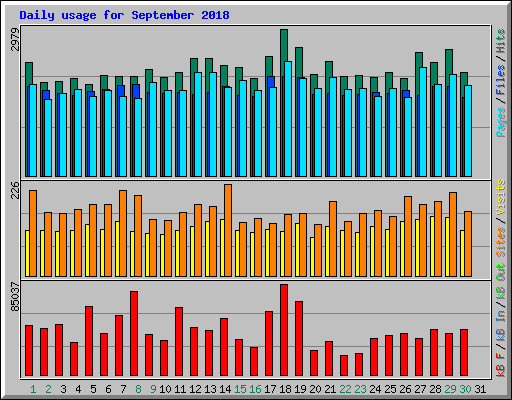 Daily usage for September 2018
2979
Pages / Files / Hits
226
Sites / Visits
85037
kB F / kB In / kB Out
1 2 3 4 5 6 7 8 9 10 11 12 13 14 15 16 17 18 19 20 21 22 23 24 25 26 27 28 29 30 31